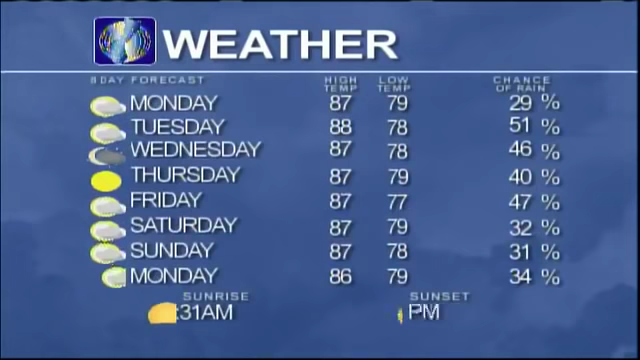 WEATHER
8 DAY FORECAST HIGH TEMP LOW TEMP CHANCE OF RAIN
MONDAY 87 79 29 %
TUESDAY 88 78 51 %
WEDNESDAY 87 78 46 %
THURSDAY 87 79 40 %
FRIDAY 87 77 47 %
SATURDAY 87 79 32 %
SUNDAY 87 78 31 %
MONDAY 86 79 34 %
SUNRISE SUNSET
:31AM PM